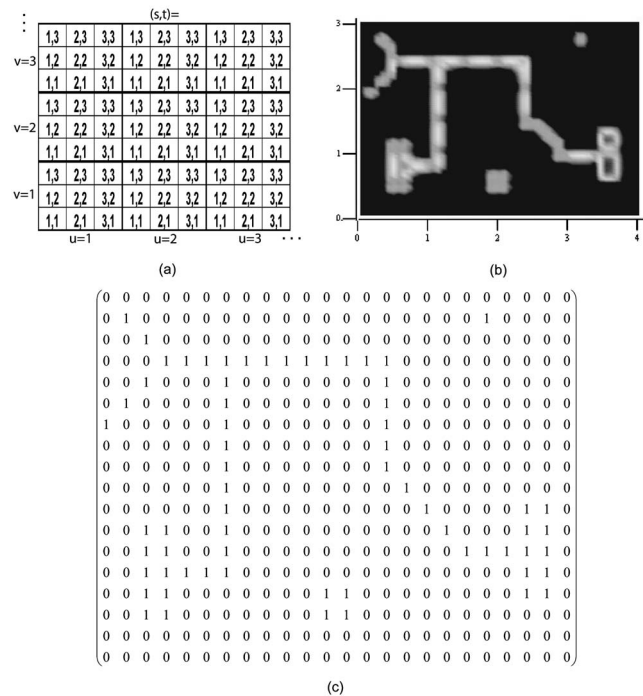 (s,t)=
1,3 2,3 3,3 1,3 2,3 3,3 1,3 2,3 3,3
v=3 1,2 2,2 3,2 1,2 2,2 3,2 1,2 2,2 3,2
1,1 2,1 3,1 1,1 2,1 3,1 1,1 2,1 3,1
1,3 2,3 3,3 1,3 2,3 3,3 1,3 2,3 3,3
v=2 1,2 2,2 3,2 1,2 2,2 3,2 1,2 2,2 3,2
1,1 2,1 3,1 1,1 2,1 3,1 1,1 2,1 3,1
1,3 2,3 3,3 1,3 2,3 3,3 1,3 2,3 3,3
v=1 1,2 2,2 3,2 1,2 2,2 3,2 1,2 2,2 3,2
1,1 2,1 3,1 1,1 2,1 3,1 1,1 2,1 3,1
u=1 u=2 u=3 ...
(a)
3
2
1
0
0 1 2 3 4
(b)
0 0 0 0 0 0 0 0 0 0 0 0 0 0 0 0 0 0 0 0 0 0 0 0
0 1 0 0 0 0 0 0 0 0 0 0 0 0 0 0 0 0 0 1 0 0 0 0
0 0 1 0 0 0 0 0 0 0 0 0 0 0 0 0 0 0 0 0 0 0 0 0
0 0 0 1 1 1 1 1 1 1 1 1 1 1 1 0 0 0 0 0 0 0 0 0
0 0 1 0 0 0 1 0 0 0 0 0 0 0 1 0 0 0 0 0 0 0 0 0
0 1 0 0 0 0 1 0 0 0 0 0 0 0 1 0 0 0 0 0 0 0 0 0
1 0 0 0 0 0 1 0 0 0 0 0 0 0 1 0 0 0 0 0 0 0 0 0
0 0 0 0 0 0 1 0 0 0 0 0 0 0 1 0 0 0 0 0 0 0 0 0
0 0 0 0 0 0 1 0 0 0 0 0 0 0 1 0 0 0 0 0 0 0 0 0
0 0 0 0 0 0 1 0 0 0 0 0 0 0 0 1 0 0 0 0 0 0 0 0
0 0 0 0 0 0 1 0 0 0 0 0 0 0 0 0 1 0 0 0 0 1 1 0
0 0 1 1 0 0 1 0 0 0 0 0 0 0 0 0 0 1 0 0 0 1 1 0
0 0 1 1 0 0 1 0 0 0 0 0 0 0 0 0 0 0 1 1 1 1 1 0
0 0 1 1 1 1 1 0 0 0 0 0 0 0 0 0 0 0 0 0 0 1 1 0
0 0 1 1 0 0 0 0 0 0 0 1 1 0 0 0 0 0 0 0 0 1 1 0
0 0 1 1 0 0 0 0 0 0 0 1 1 0 0 0 0 0 0 0 0 0 0 0
0 0 0 0 0 0 0 0 0 0 0 0 0 0 0 0 0 0 0 0 0 0 0 0
0 0 0 0 0 0 0 0 0 0 0 0 0 0 0 0 0 0 0 0 0 0 0 0
(c)